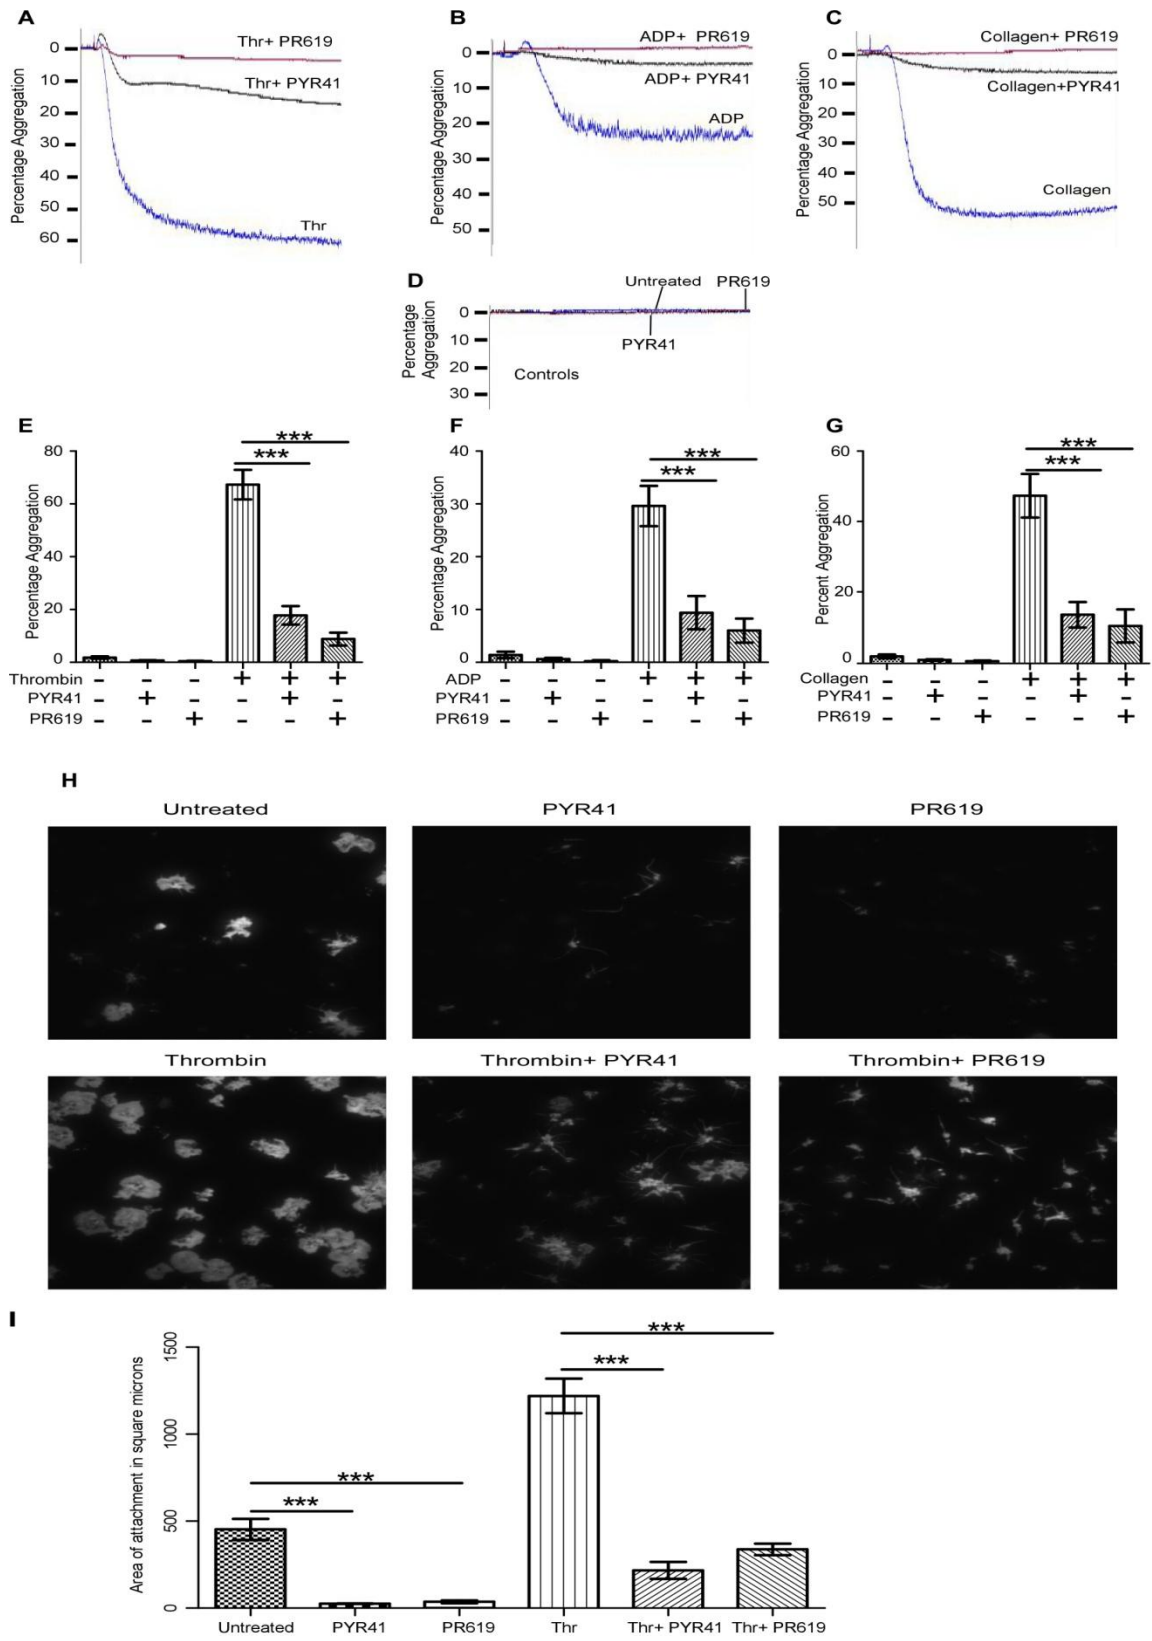 A
B
C
Percentage Aggregation
0
10
20
30
40
50
60
Thr+ PR619
Thr+ PYR41
Thr
Percentage Aggregation
0
10
20
30
40
50
ADP+ PR619
ADP+ PYR41
ADP
Percentage Aggregation
0
10
20
30
40
50
Collagen+ PR619
Collagen+PYR41
Collagen
D
Percentage
Aggregation
0
10
20
30
Untreated PR619
PYR41
Controls
E
Percentage Aggregation
80
60
40
20
0
***
***
Thrombin - - - + + +
PYR41 - + - - + -
PR619 - - + - - +
F
Percentage Aggregation
40
30
20
10
0
***
***
ADP - - - + + +
PYR41 - + - - + -
PR619 - - + - - +
G
Percent Aggregation
60
40
20
0
***
***
Collagen - - - + + +
PYR41 - + - - + -
PR619 - - + - - +
H
Untreated PYR41 PR619
Thrombin Thrombin+ PYR41 Thrombin+ PR619
I
Area of attachment in square microns
1500
1000
500
0
***
***
***
***
Untreated PYR41 PR619 Thr Thr+ PYR41 Thr+ PR619